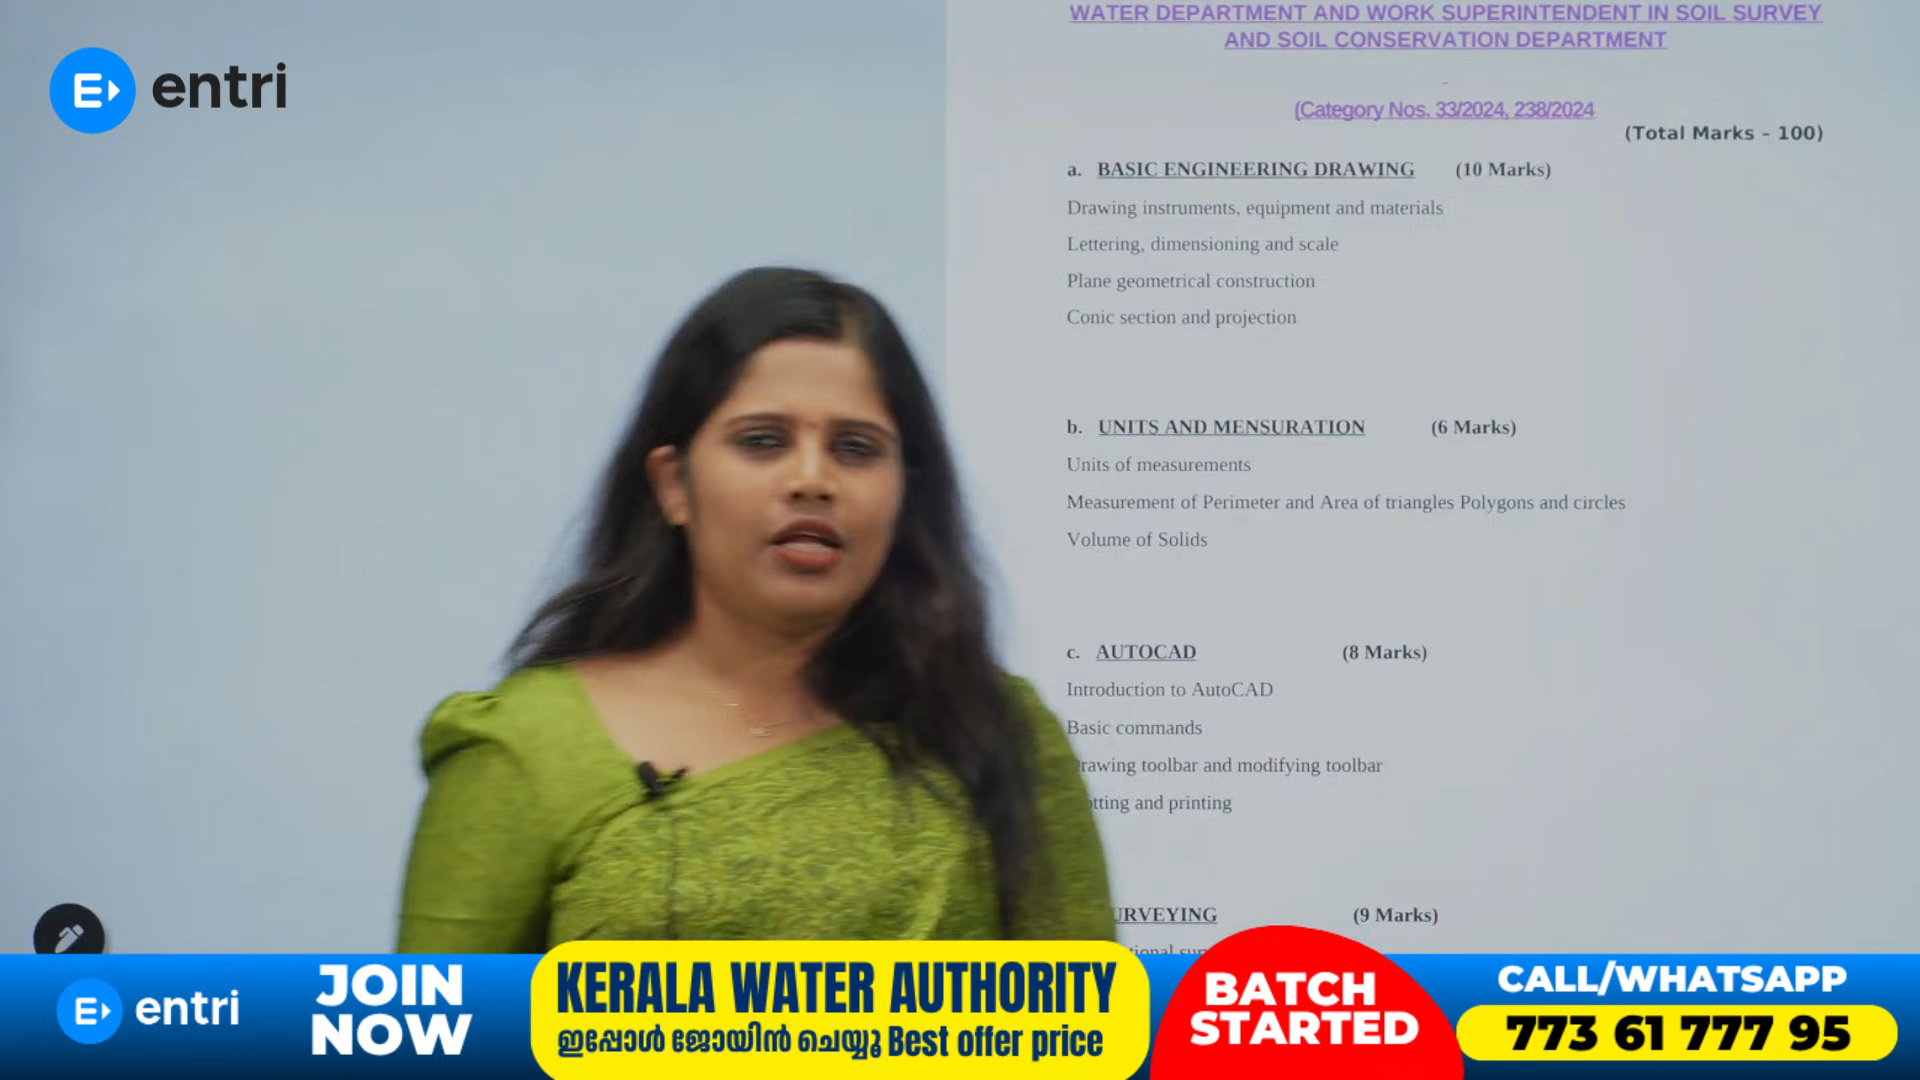 entri
WATER DEPARTMENT AND WORK SUPERINTENDENT IN SOIL SURVEY
AND SOIL CONSERVATION DEPARTMENT
(Category Nos. 33/2024, 238/2024
(Total Marks - 100)
a. BASIC ENGINEERING DRAWING (10 Marks)
Drawing instruments, equipment and materials
Lettering, dimensioning and scale
Plane geometrical construction
Conic section and projection
b. UNITS AND MENSURATION (6 Marks)
Units of measurements
Measurement of Perimeter and Area of triangles Polygons and circles
Volume of Solids
c. AUTOCAD (8 Marks)
Introduction to AutoCAD
Basic commands
rawing toolbar and modifying toolbar
tting and printing
URVEYING (9 Marks)
entri
JOIN
NOW
KERALA WATER AUTHORITY
ഇപ്പോൾ ജോയിൻ ചെയ്യൂ Best offer price
BATCH
STARTED
CALL/WHATSAPP
773 61 777 95